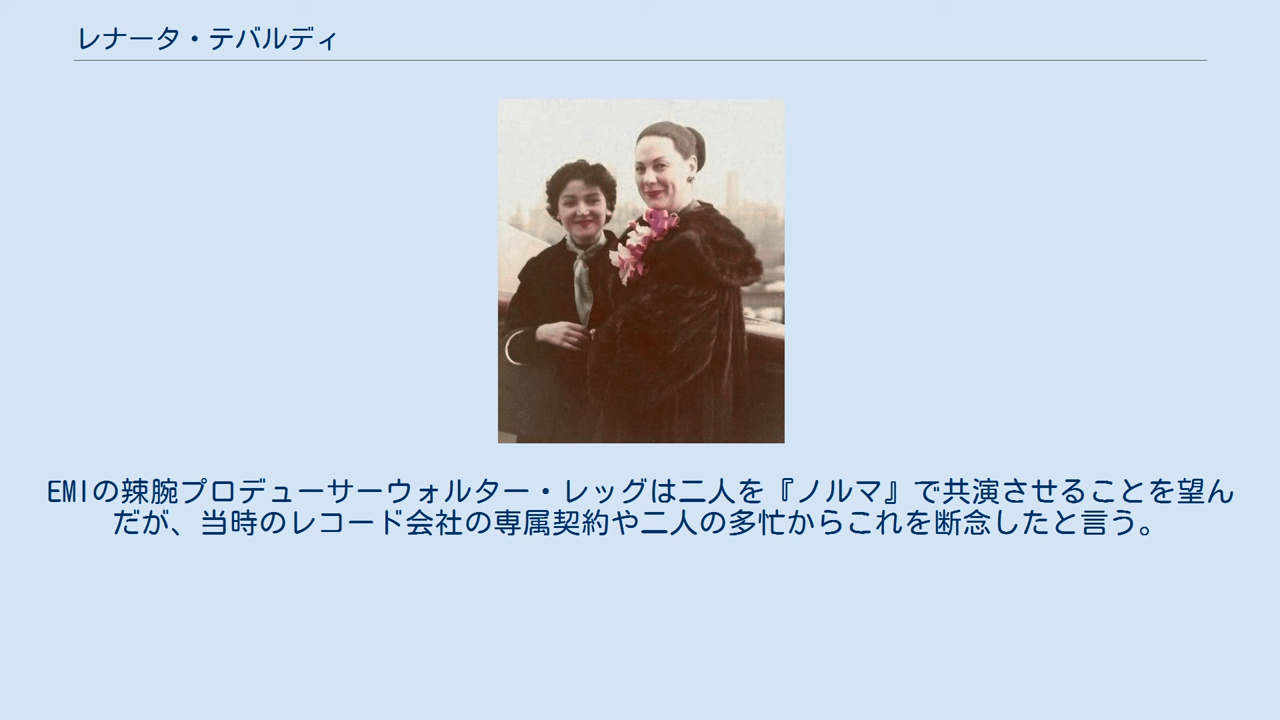 レナータ・テバルディ
EMIの辣腕プロデューサーウォルター・レッグは二人を『ノルマ』で共演させることを望ん
だが、当時のレコード会社の専属契約や二人の多忙からこれを断念したと言う。